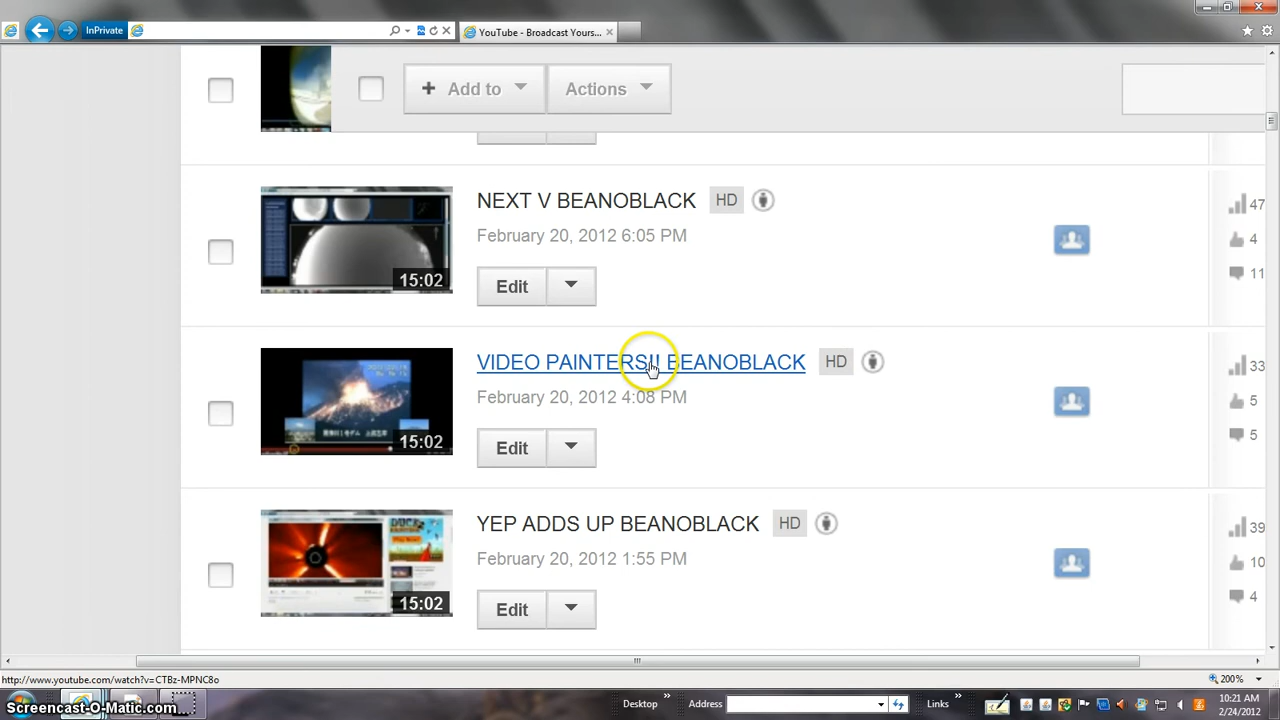 InPrivate
YouTube - Broadcast Yours...
Add to
Actions
NEXT V BEANOBLACK HD
47
February 20, 2012 6:05 PM
4
15:02
Edit
11
VIDEO PAINTERS!! BEANOBLACK HD
33
February 20, 2012 4:08 PM
5
15:02
Edit
5
YEP ADDS UP BEANOBLACK HD
39
February 20, 2012 1:55 PM
10
15:02
Edit
4
http://www.youtube.com/watch?v=CTBz-MPNC8o
200%
Desktop
Address
Links
10:21 AM
2/24/2012
Screencast-O-Matic.com